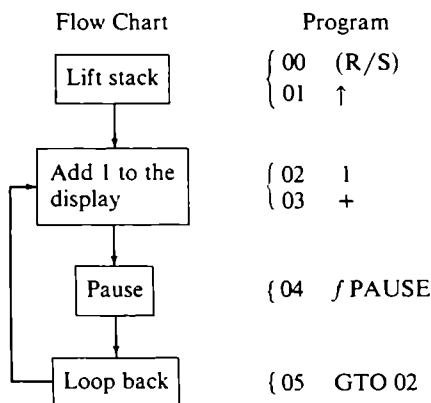 Flow Chart Program
Lift stack
00 (R/S)
01 ↑
Add 1 to the
display
02 1
03 +
Pause
04 f PAUSE
Loop back
05 GTO 02